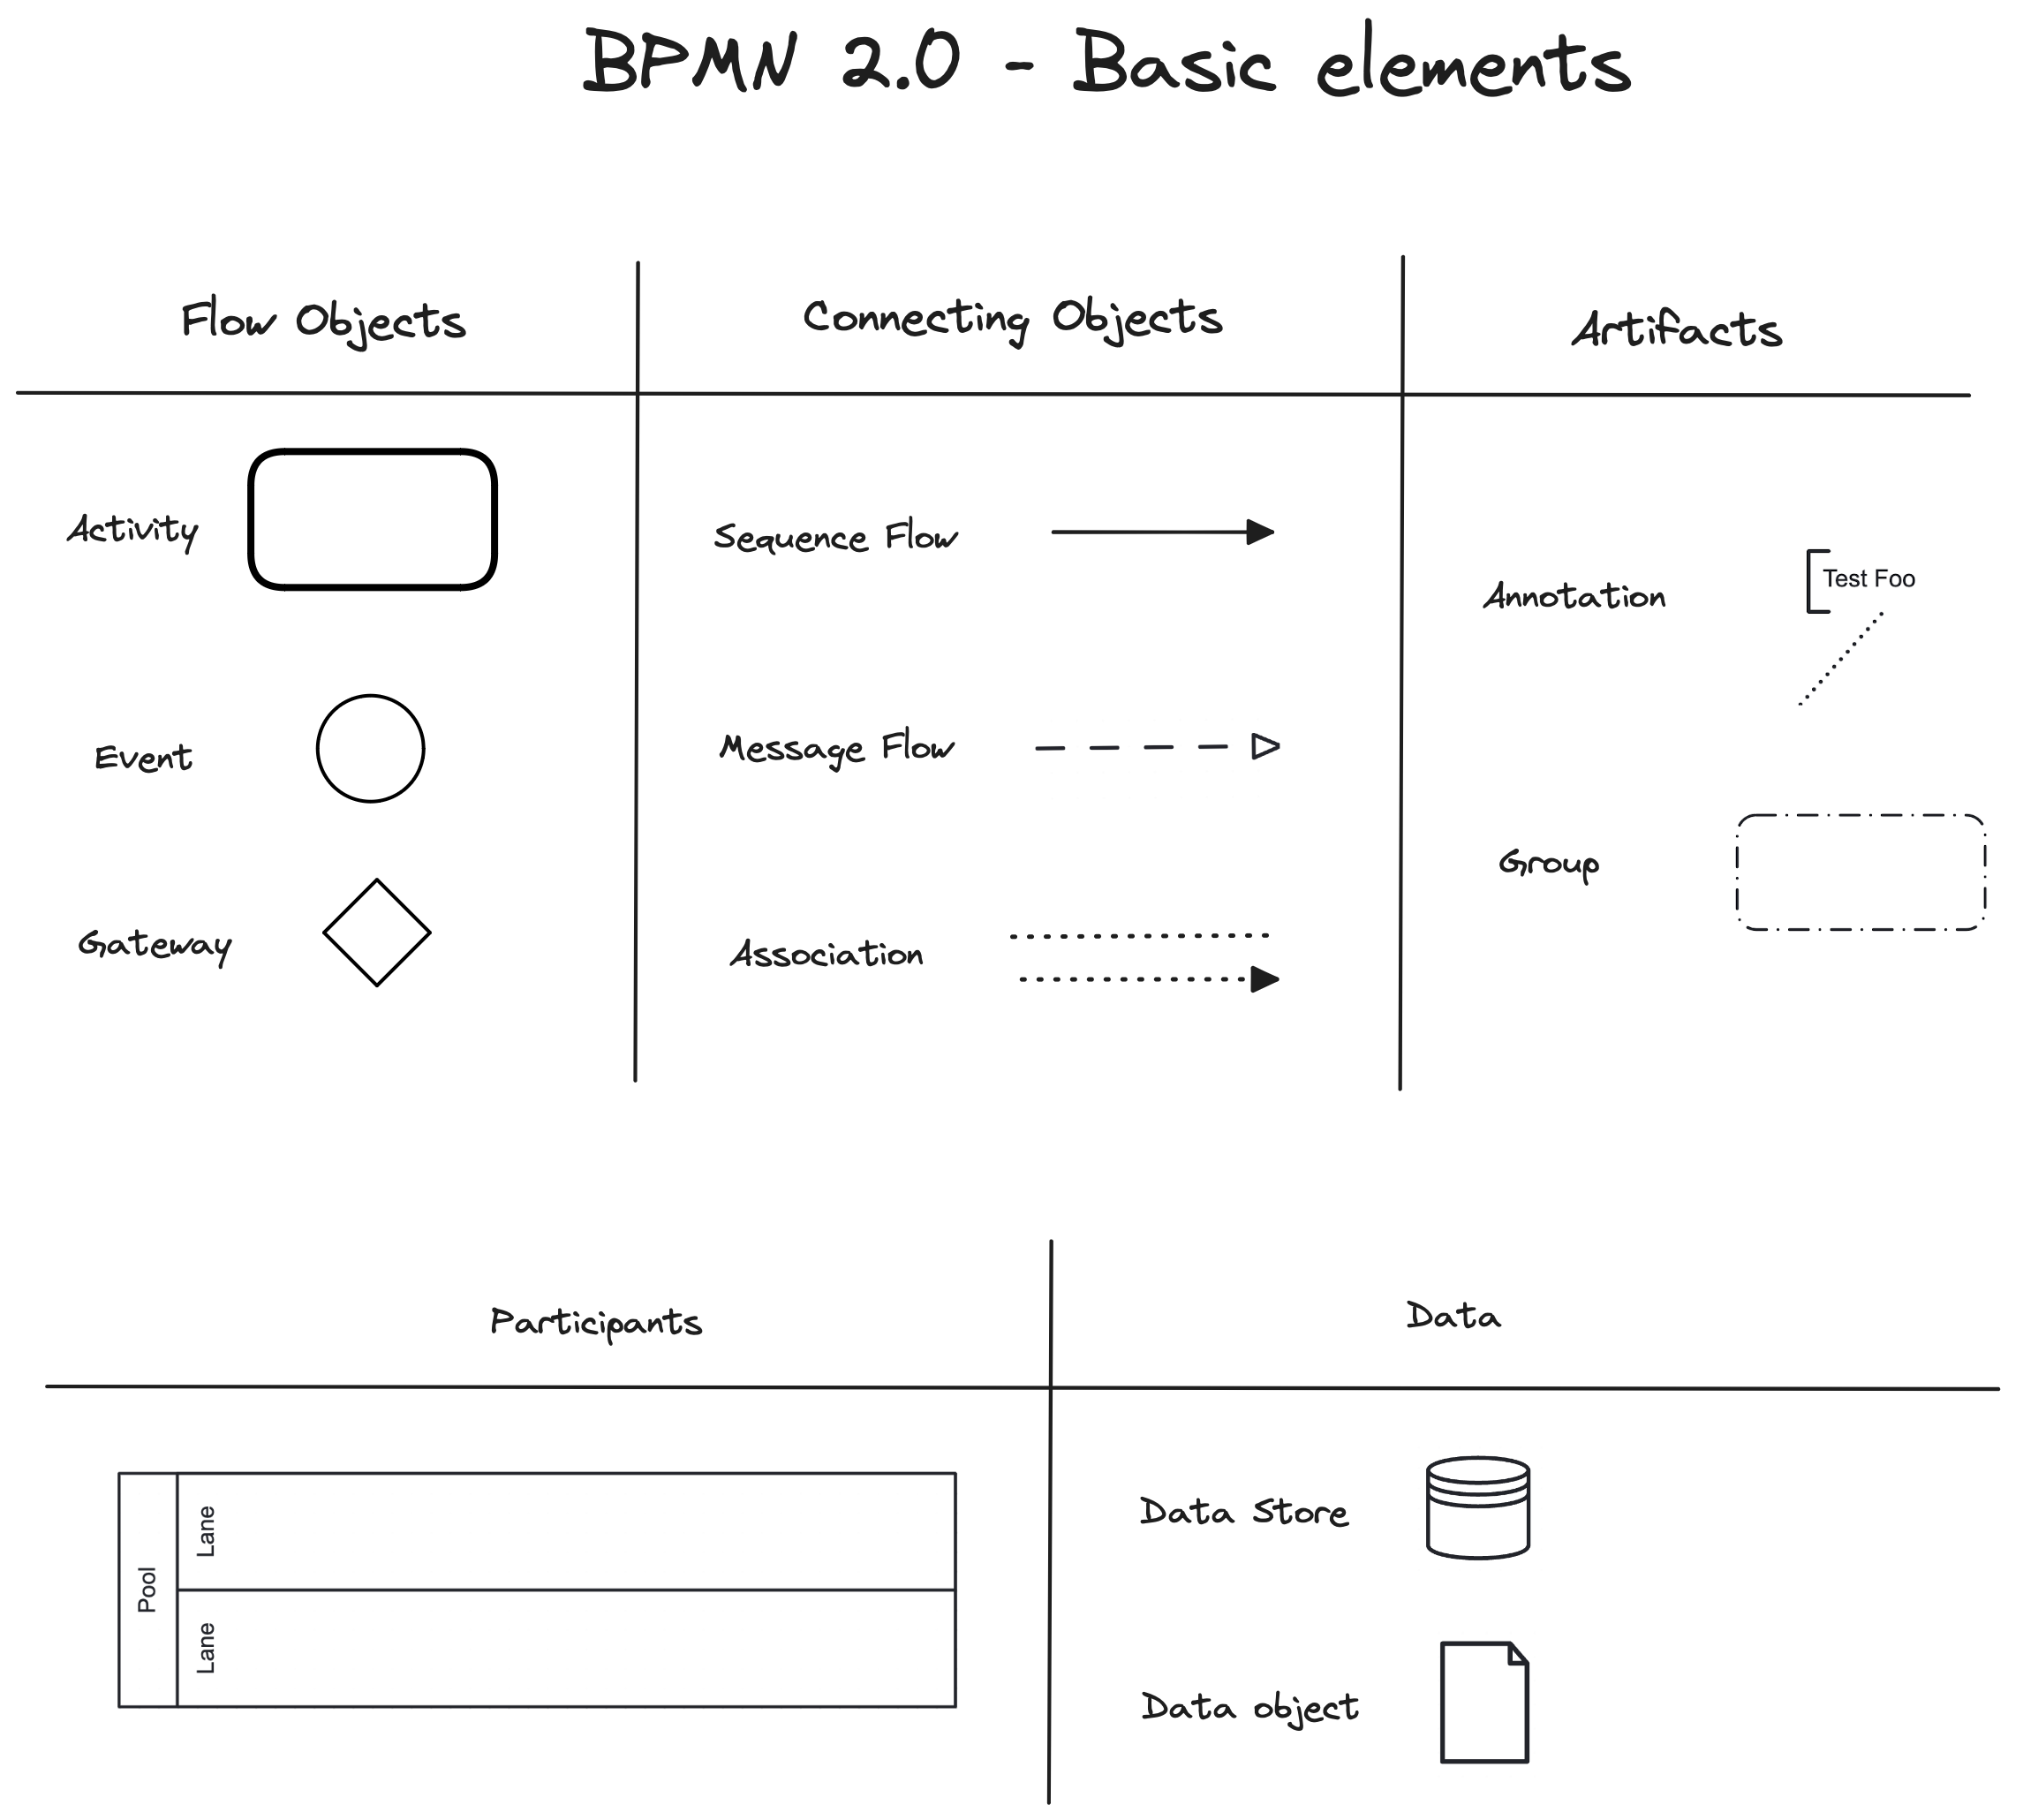 BPMN 2.0 - Basic elements
Flow Objects
Connecting Objects
Artifacts
Activity
Sequence Flow
Annotation
Test Foo
Event
Message Flow
Group
Gateway
Association
Participants
Data
Pool
Lane
Lane
Data Store
Data object